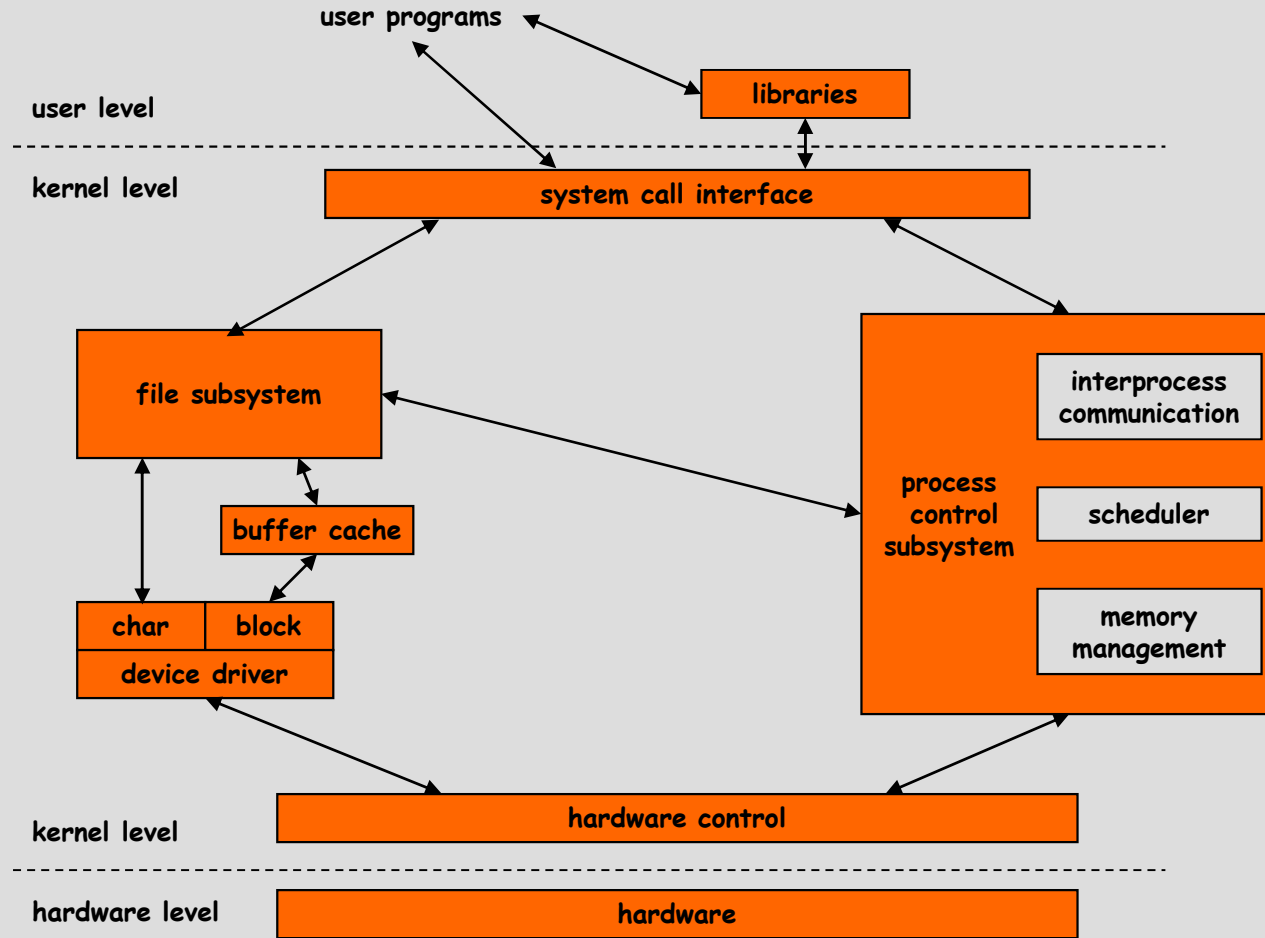 user programs
libraries
user level
kernel level
system call interface
file subsystem
interprocess
communication
process
control
subsystem
scheduler
buffer cache
memory
management
char
block
device driver
hardware control
kernel level
hardware level
hardware